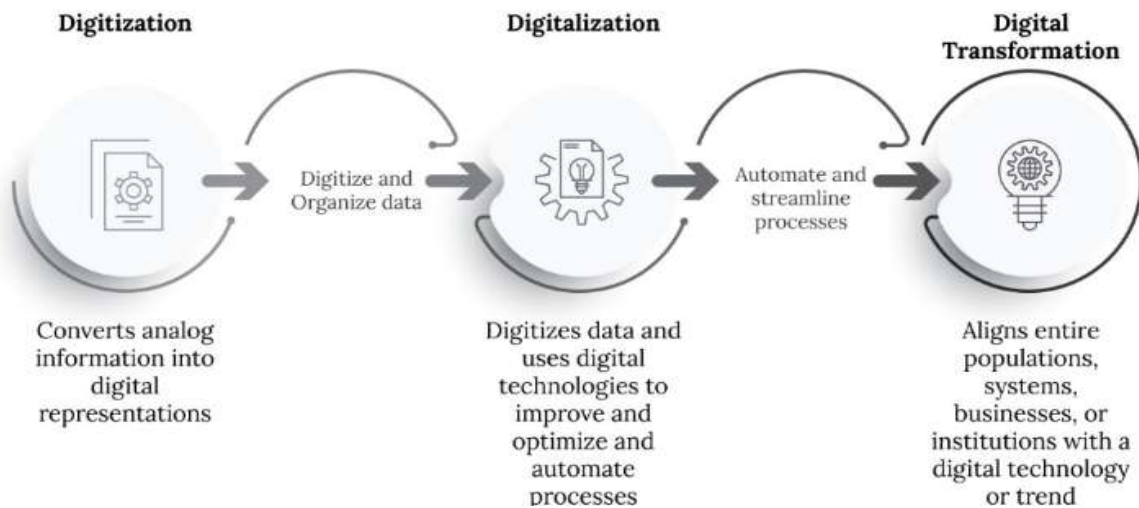 Digitization
Digitalization
Digital
Transformation
Digitize and
Organize data
Automate and
streamline
processes
Converts analog
information into
digital
representations
Digitizes data and
uses digital
technologies to
improve and
optimize and
automate
processes
Aligns entire
populations,
systems,
businesses, or
institutions with a
digital technology
or trend